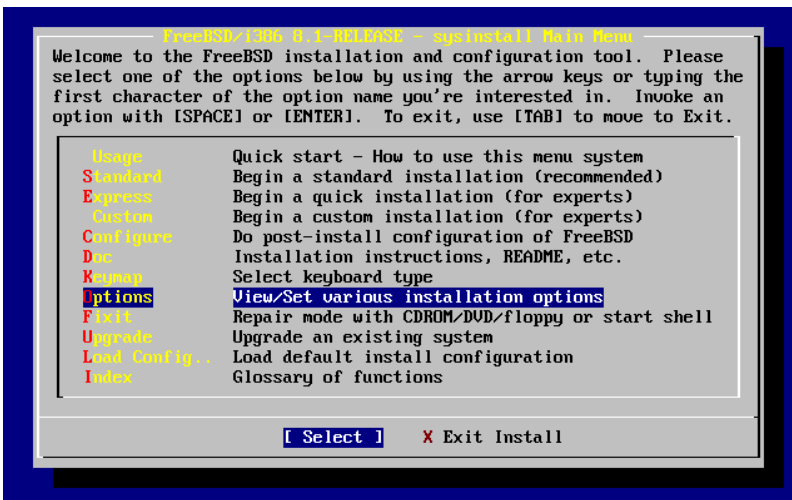 FreeBSD/i386 8.1-RELEASE - sysinstall Main Menu
Welcome to the FreeBSD installation and configuration tool.  Please
select one of the options below by using the arrow keys or typing the
first character of the option name you're interested in.  Invoke an
option with [SPACE] or [ENTER].  To exit, use [TAB] to move to Exit.
Usage Quick start - How to use this menu system
Standard Begin a standard installation (recommended)
Express Begin a quick installation (for experts)
Custom Begin a custom installation (for experts)
Configure Do post-install configuration of FreeBSD
Doc Installation instructions, README, etc.
Keymap Select keyboard type
Options View/Set various installation options
Fixit Repair mode with CDROM/DVD/floppy or start shell
Upgrade Upgrade an existing system
Load Config.. Load default install configuration
Index Glossary of functions
[ Select ] X Exit Install